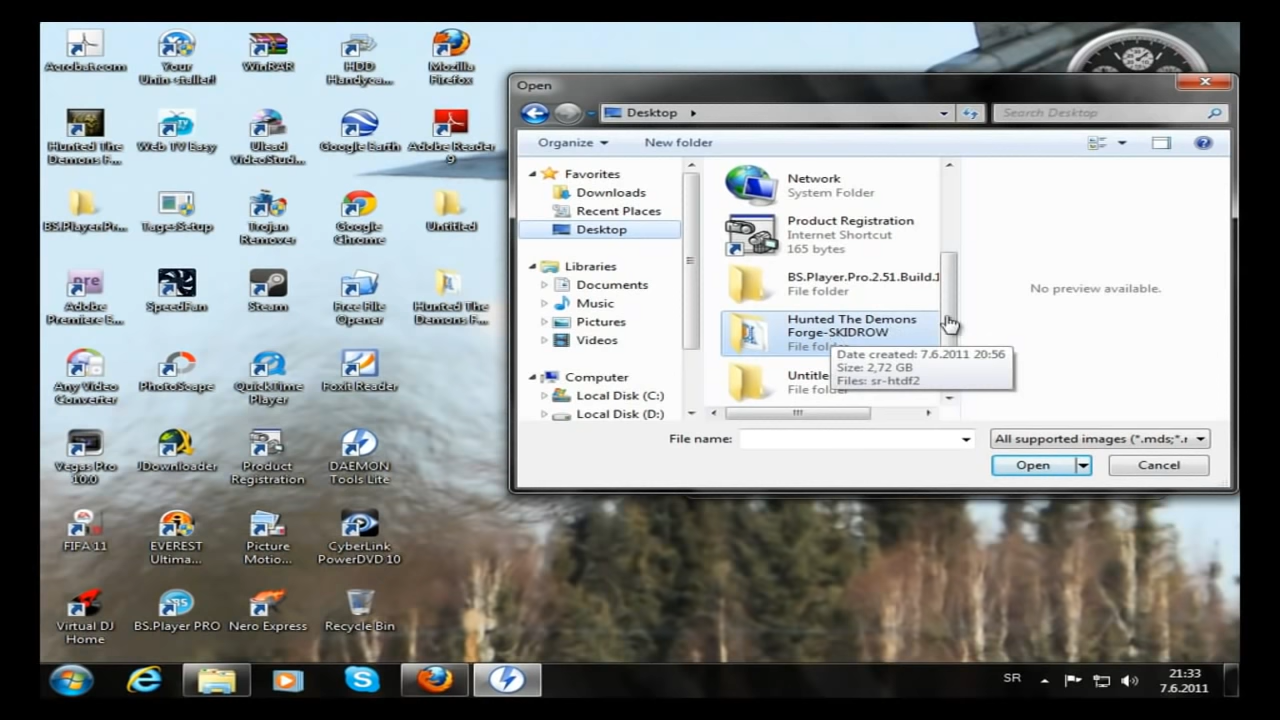 Acrobat.com
Your
Unin-staller!
WinRAR
HDD
Handyca...
Mozilla
Firefox
Hunted The
Demons F...
Web TV Easy
Ulead
VideoStud...
Google Earth
Adobe Reader
9
BS.PlayerPr...
TagesSetup
Trojan
Remover
Google
Chrome
Untitled
Adobe
Premiere E...
SpeedFan
Steam
Free File
Opener
Hunted The
Demons F...
Any Video
Converter
PhotoScape
QuickTime
Player
Foxit Reader
Vegas Pro
10.0
JDownloader
Product
Registration
DAEMON
Tools Lite
FIFA 11
EVEREST
Ultima...
Picture
Motio...
CyberLink
PowerDVD 10
Virtual DJ
Home
BS.Player PRO
Nero Express
Recycle Bin
Open
Desktop
Search Desktop
Organize
New folder
Favorites
Downloads
Recent Places
Desktop
Libraries
Documents
Music
Pictures
Videos
Computer
Local Disk (C:)
Local Disk (D:)
Network
System Folder
Product Registration
Internet Shortcut
165 bytes
BS.Player.Pro.2.51.Build.1
File folder
Hunted The Demons
Forge-SKIDROW
File fol
Date created: 7.6.2011 20:56
Size: 2,72 GB
Files: sr-htdf2
Untitle
File fo
No preview available.
File name:
All supported images (*.mds;*.r
Open
Cancel
SR
21:33
7.6.2011